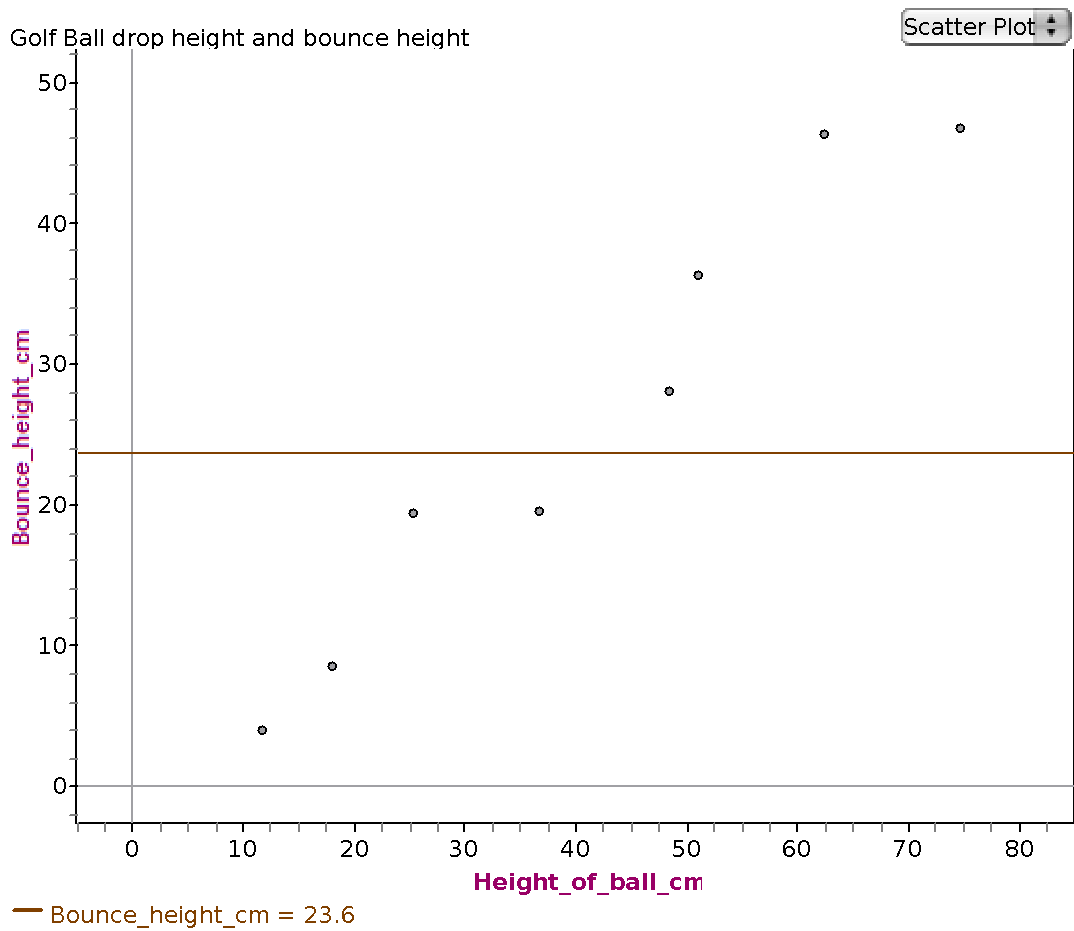 Golf Ball drop height and bounce height
Scatter Plot
50
40
30
20
10
0
Bounce_height_cm
0 10 20 30 40 50 60 70 80
Height_of_ball_cm
Bounce_height_cm = 23.6